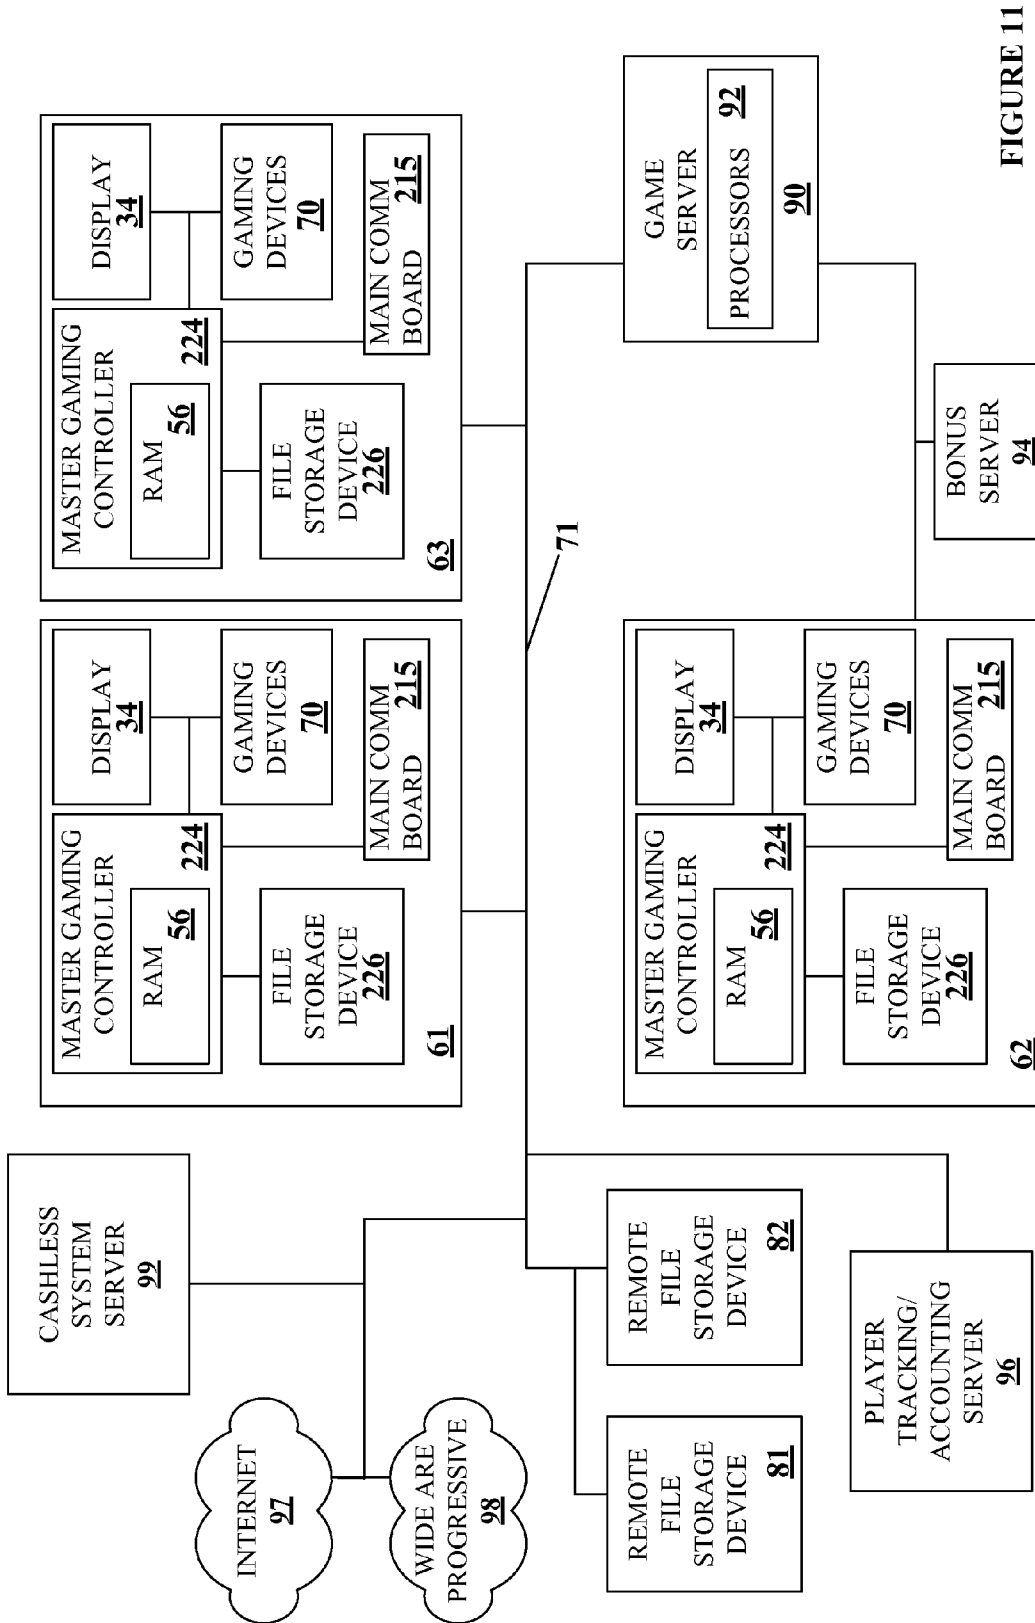 CASHLESS
SYSTEM
SERVER
99
INTERNET
97
WIDE ARE
PROGRESSIVE
98
MASTER GAMING
CONTROLLER
224
RAM
56
FILE
STORAGE
DEVICE
226
DISPLAY
34
GAMING
DEVICES
70
MAIN COMM
BOARD
215
61
MASTER GAMING
CONTROLLER
224
RAM
56
FILE
STORAGE
DEVICE
226
DISPLAY
34
GAMING
DEVICES
70
MAIN COMM
BOARD
215
63
71
REMOTE
FILE
STORAGE
DEVICE
81
REMOTE
FILE
STORAGE
DEVICE
82
PLAYER
TRACKING/
ACCOUNTING
SERVER
96
MASTER GAMING
CONTROLLER
224
RAM
56
FILE
STORAGE
DEVICE
226
DISPLAY
34
GAMING
DEVICES
70
MAIN COMM
BOARD
215
62
GAME
SERVER
PROCESSORS
92
90
BONUS
SERVER
94
FIGURE 11